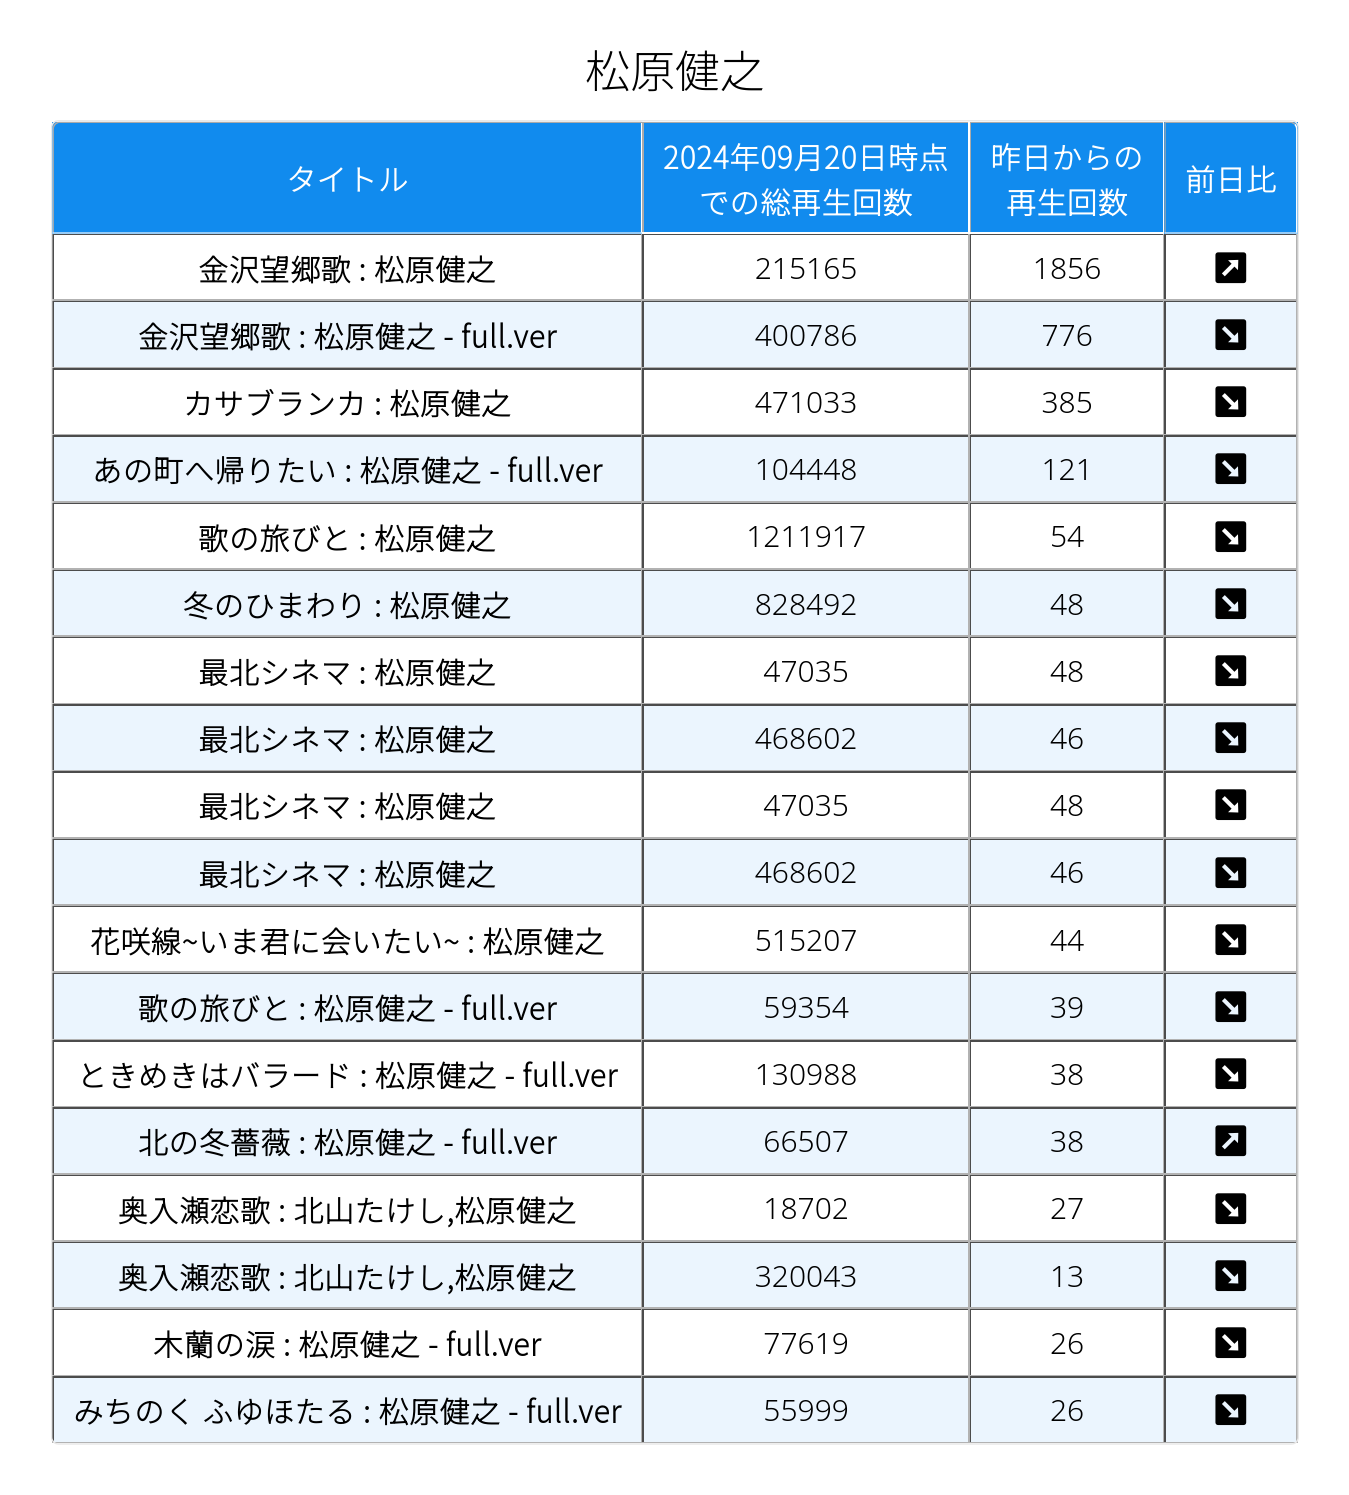 松原健之
タイトル
2024年09月20日時点
での総再生回数
昨日からの
再生回数
前日比
金沢望郷歌 : 松原健之 215165 1856
金沢望郷歌 : 松原健之 - full.ver 400786 776
カサブランカ : 松原健之 471033 385
あの町へ帰りたい : 松原健之 - full.ver 104448 121
歌の旅びと : 松原健之 1211917 54
冬のひまわり : 松原健之 828492 48
最北シネマ : 松原健之 47035 48
最北シネマ : 松原健之 468602 46
最北シネマ : 松原健之 47035 48
最北シネマ : 松原健之 468602 46
花咲線~いま君に会いたい~ : 松原健之 515207 44
歌の旅びと : 松原健之 - full.ver 59354 39
ときめきはバラード : 松原健之 - full.ver 130988 38
北の冬薔薇 : 松原健之 - full.ver 66507 38
奥入瀬恋歌 : 北山たけし,松原健之 18702 27
奥入瀬恋歌 : 北山たけし,松原健之 320043 13
木蘭の涙 : 松原健之 - full.ver 77619 26
みちのく ふゆほたる : 松原健之 - full.ver 55999 26